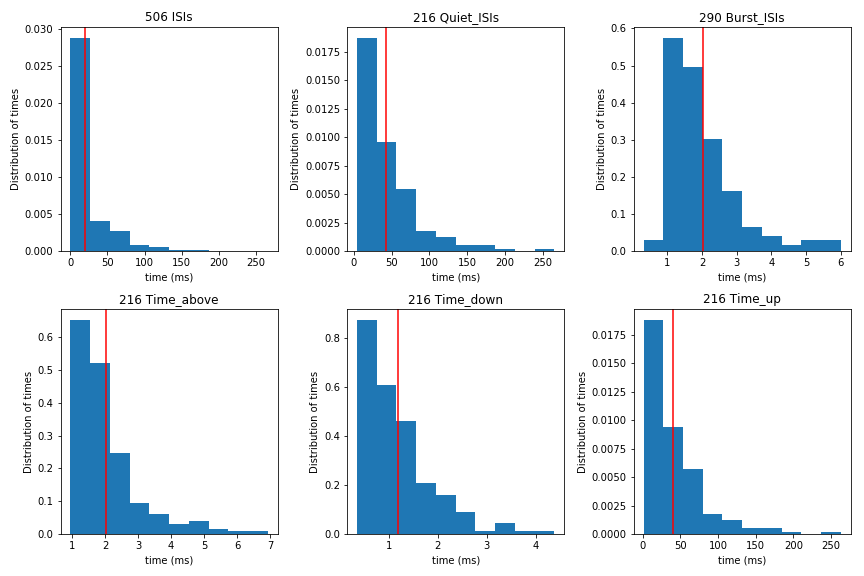 506 ISIs
0.030
0.025
0.020
0.015
0.010
0.005
0.000
Distribution of times
0 50 100 150 200 250
time (ms)
216 Quiet_ISIs
0.0175
0.0150
0.0125
0.0100
0.0075
0.0050
0.0025
0.0000
Distribution of times
0 50 100 150 200 250
time (ms)
290 Burst_ISIs
0.6
0.5
0.4
0.3
0.2
0.1
0.0
Distribution of times
1 2 3 4 5 6
time (ms)
216 Time_above
0.6
0.5
0.4
0.3
0.2
0.1
0.0
Distribution of times
1 2 3 4 5 6 7
time (ms)
216 Time_down
0.8
0.6
0.4
0.2
0.0
Distribution of times
1 2 3 4
time (ms)
216 Time_up
0.0175
0.0150
0.0125
0.0100
0.0075
0.0050
0.0025
0.0000
Distribution of times
0 50 100 150 200 250
time (ms)